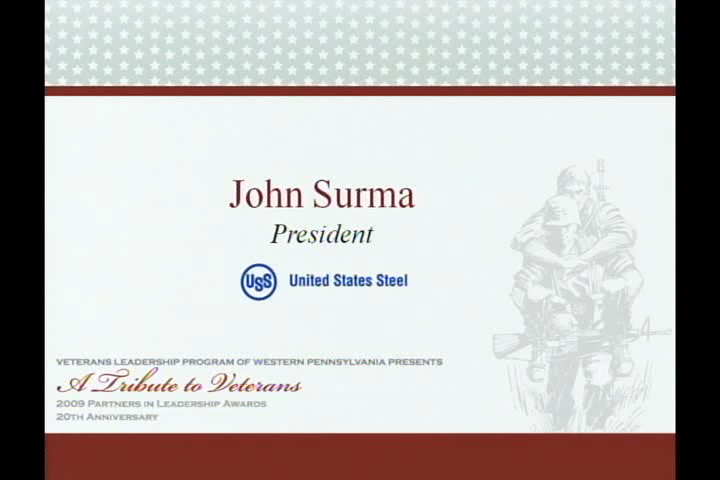 John Surma
President
USS United States Steel
VETERANS LEADERSHIP PROGRAM OF WESTERN PENNSYLVANIA PRESENTS
A Tribute to Veterans
2009 PARTNERS IN LEADERSHIP AWARDS
20TH ANNIVERSARY